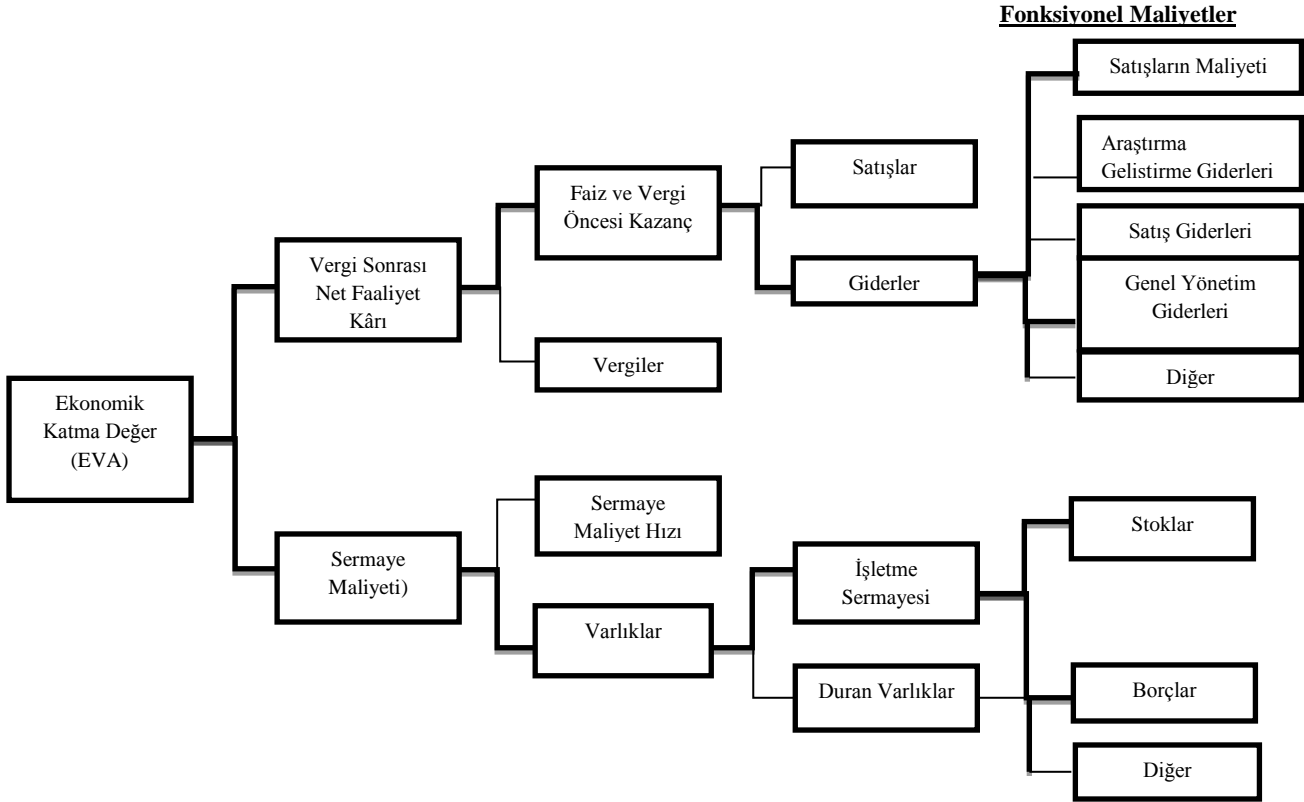 Fonksiyonel Maliyetler
Satışların Maliyeti
Araştırma
Gelistirme Giderleri
Satış Giderleri
Genel Yönetim
Giderleri
Diğer
Satışlar
Giderler
Faiz ve Vergi
Öncesi Kazanç
Vergiler
Vergi Sonrası
Net Faaliyet
Kârı
Ekonomik
Katma Değer
(EVA)
Sermaye
Maliyeti)
Sermaye
Maliyet Hızı
Varlıklar
İşletme
Sermayesi
Duran Varlıklar
Stoklar
Borçlar
Diğer